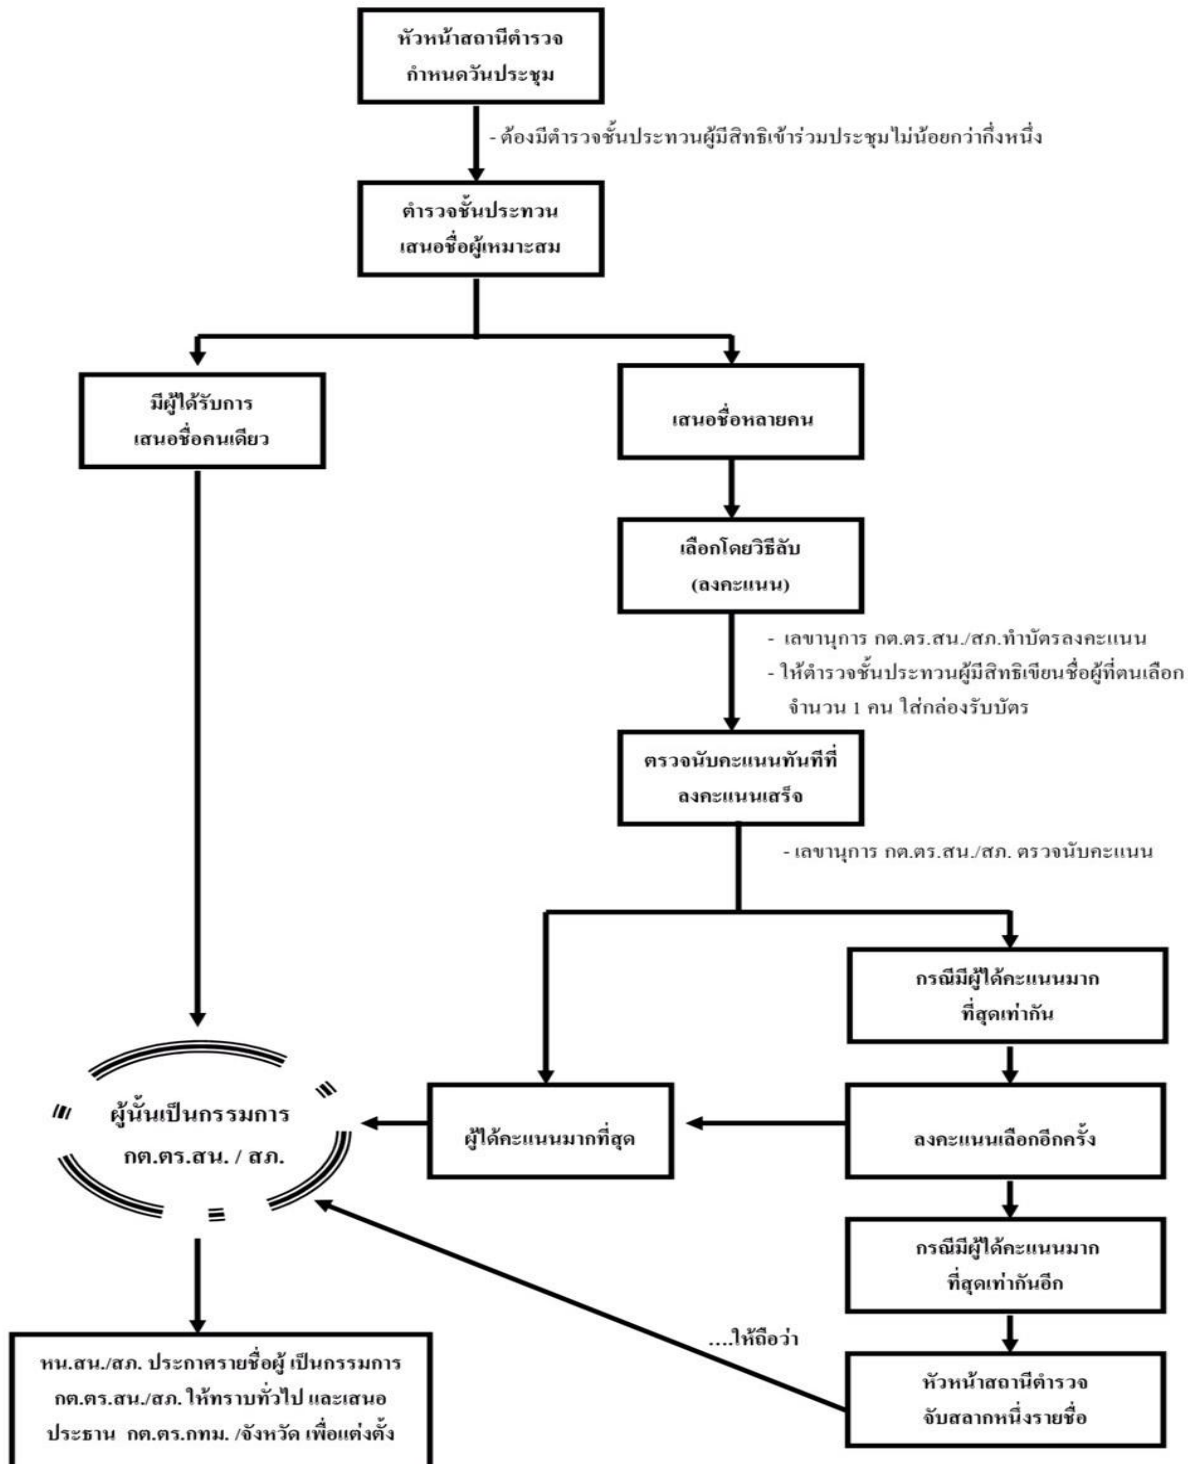 หัวหน้าสถานีตำรวจ
กำหนดวันประชุม
- ต้องมีตำรวจชั้นประทวนผู้มีสิทธิเข้าร่วมประชุมไม่น้อยกว่ากึ่งหนึ่ง
ตำรวจชั้นประทวน
เสนอชื่อผู้เหมาะสม
มีผู้ได้รับการ
เสนอชื่อคนเดียว
เสนอชื่อหลายคน
เลือกโดยวิธีลับ
(ลงคะแนน)
- เลขานุการ กต.ตร.สน./สภ.ทำบัตรลงคะแนน
- ให้ตำรวจชั้นประทวนผู้มีสิทธิเขียนชื่อผู้ที่ตนเลือก
จำนวน 1 คน ใส่กล่องรับบัตร
ตรวจนับคะแนนทันทีที่
ลงคะแนนเสร็จ
- เลขานุการ กต.ตร.สน./สภ. ตรวจนับคะแนน
กรณีมีผู้ได้คะแนนมาก
ที่สุดเท่ากัน
ผู้นั้นเป็นกรรมการ
กต.ตร.สน. / สภ.
ผู้ได้คะแนนมากที่สุด
ลงคะแนนเลือกอีกครั้ง
กรณีมีผู้ได้คะแนนมาก
ที่สุดเท่ากันอีก
....ให้ถือว่า
หัวหน้าสถานีตำรวจ
จับสลากหนึ่งรายชื่อ
หน.สน./สภ. ประกาศรายชื่อผู้ เป็นกรรมการ
กต.ตร.สน./สภ. ให้ทราบทั่วไป และเสนอ
ประธาน กต.ตร.กทม. /จังหวัด เพื่อแต่งตั้ง